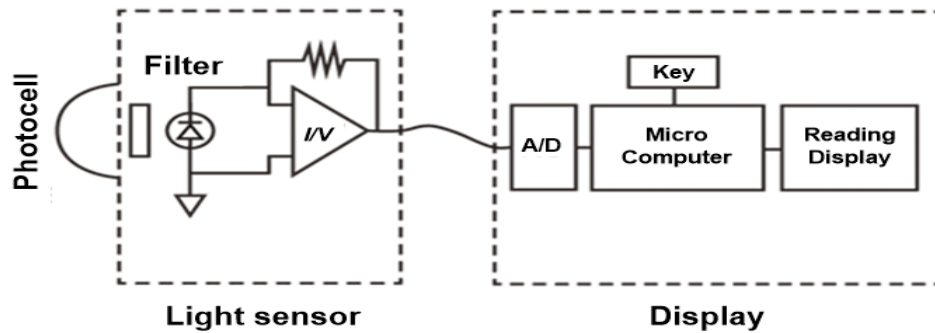 Photocell
Filter
I/V
A/D
Key
Micro
Computer
Reading
Display
Light sensor
Display